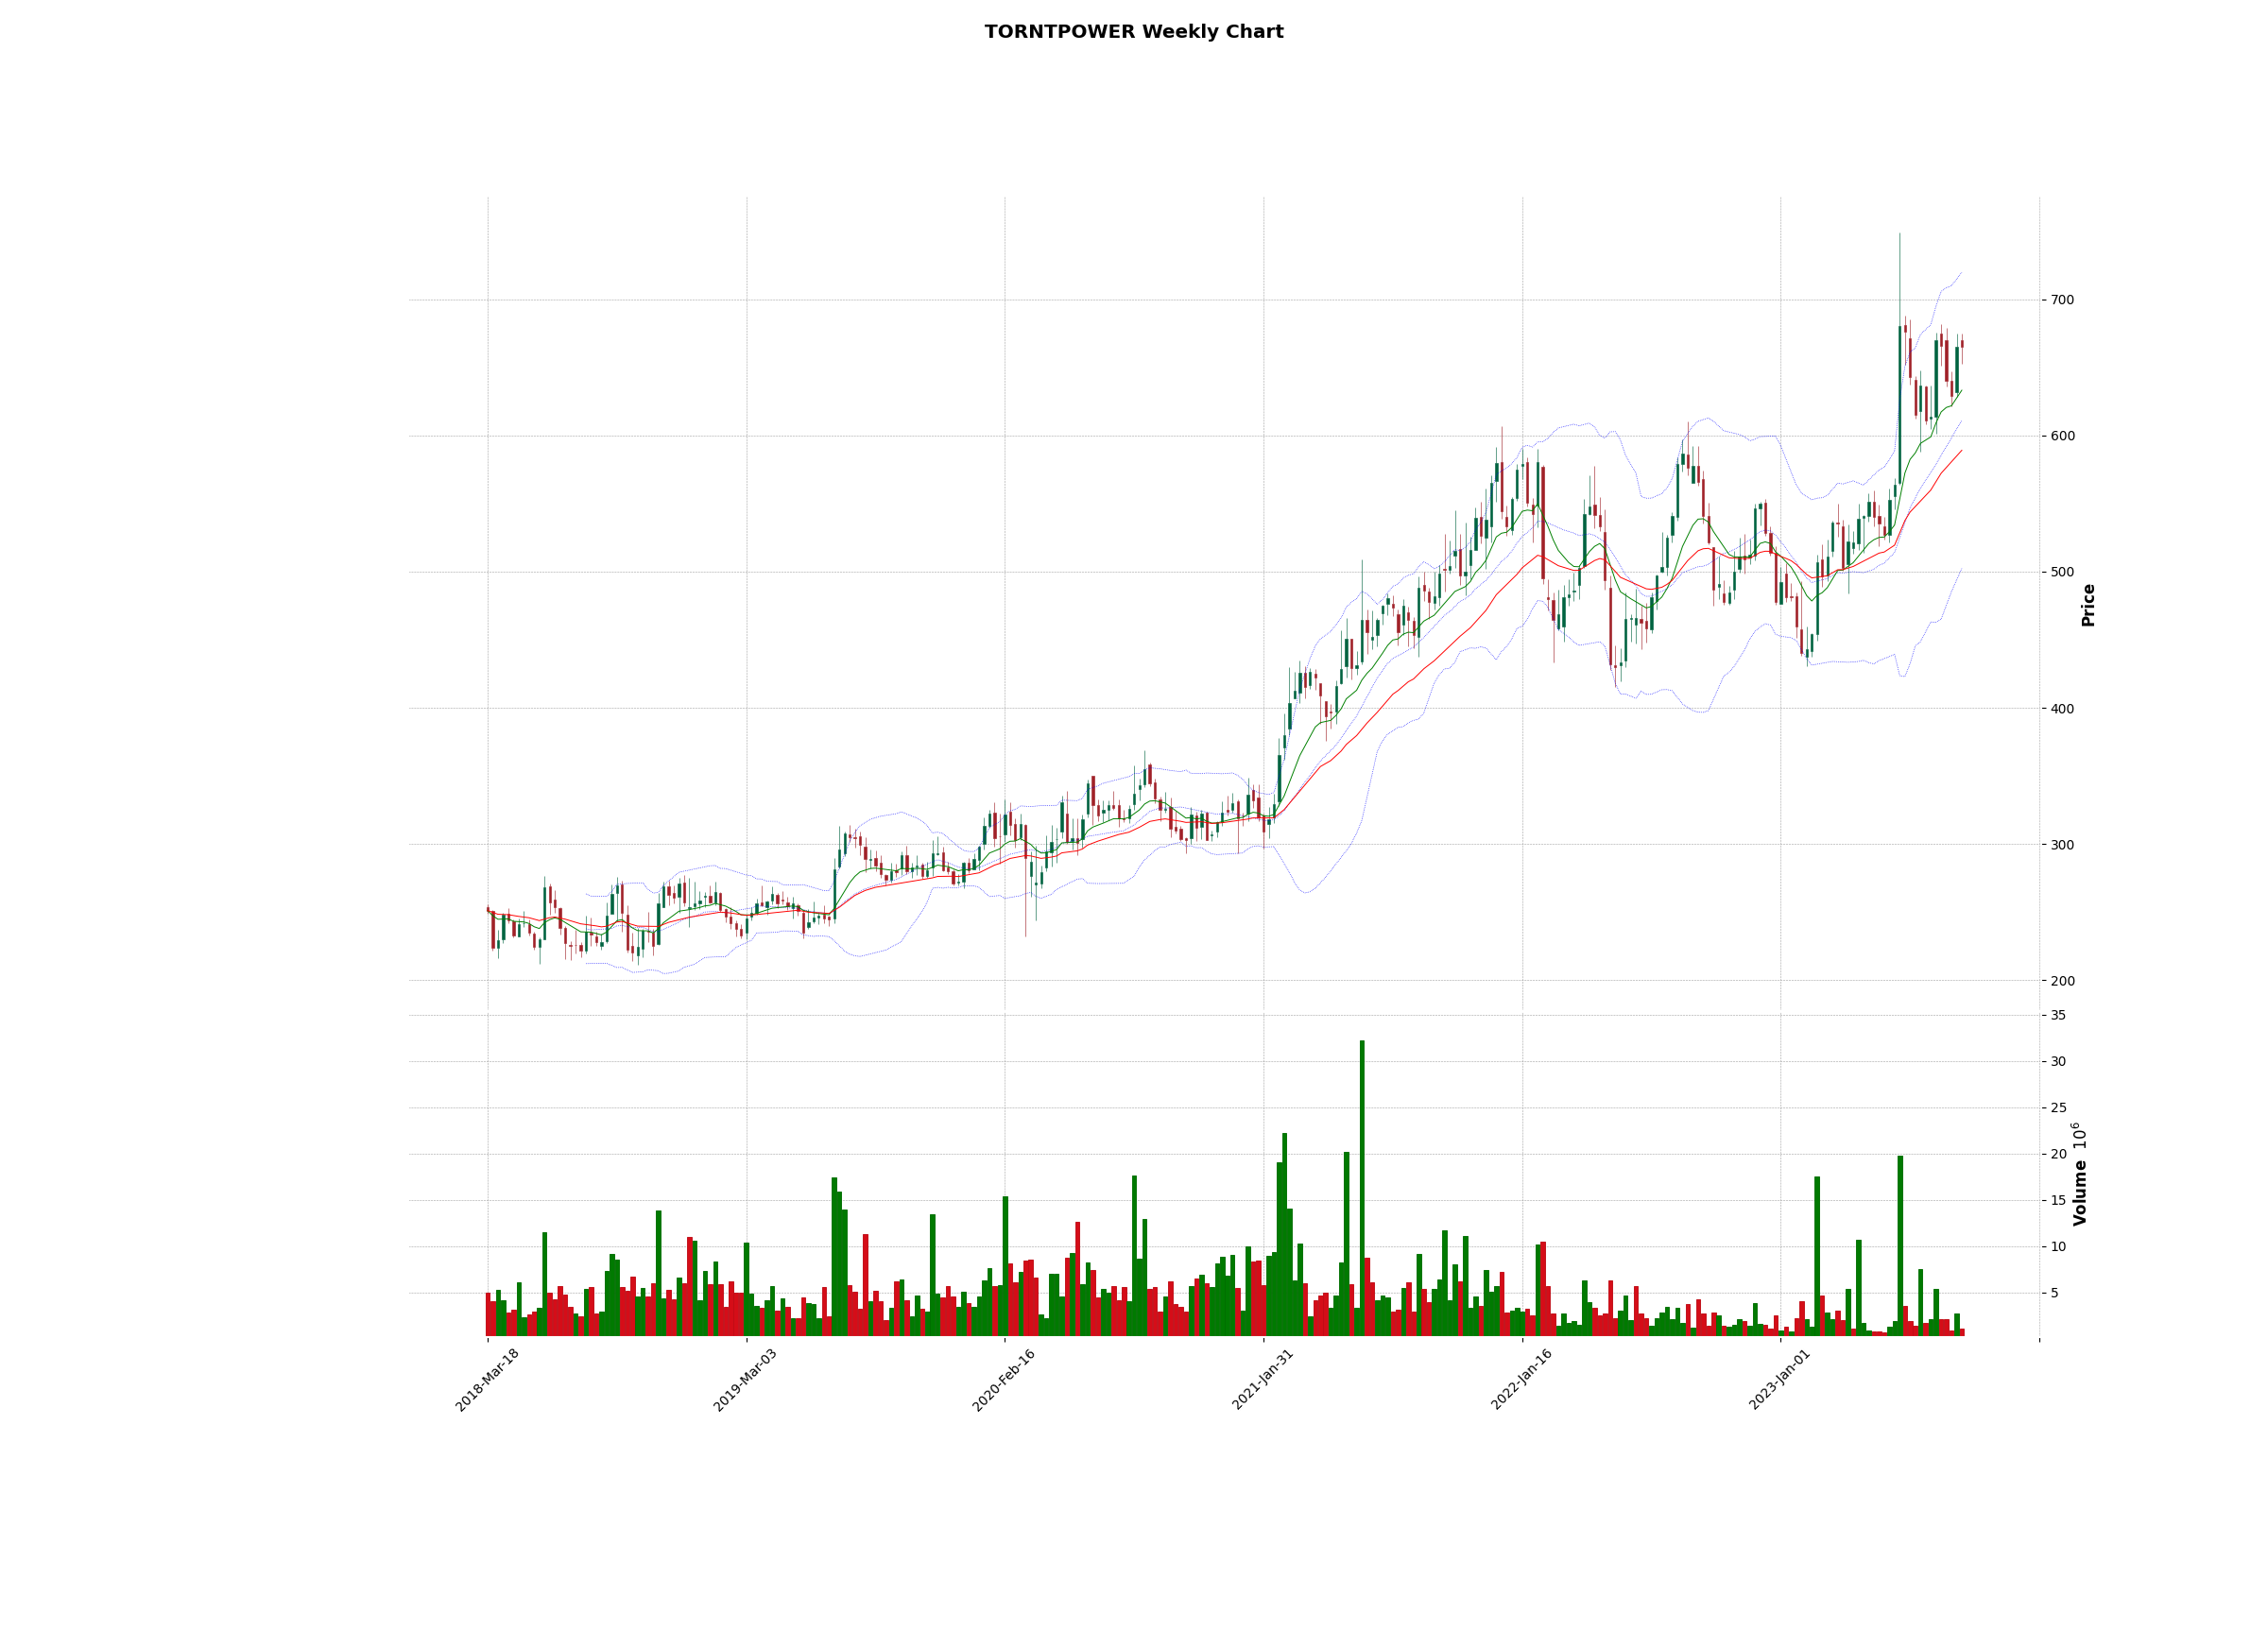 TORNTPOWER Weekly Chart
700
600
500
400
300
200
Price
35
30
25
20
15
10
5
Volume 10^6
2018-Mar-18
2019-Mar-03
2020-Feb-16
2021-Jan-31
2022-Jan-16
2023-Jan-01